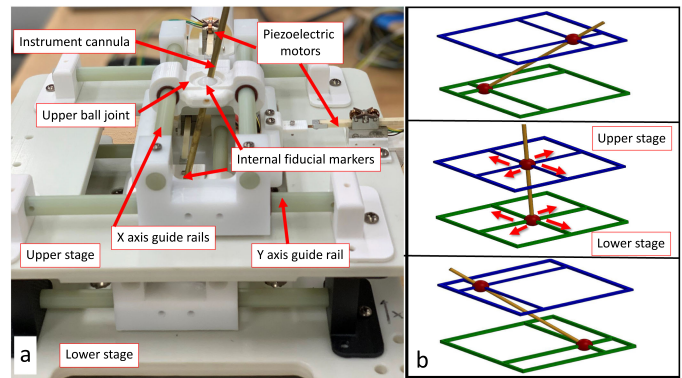 Instrument cannula
Piezoelectric
motors
Upper ball joint
Internal fiducial markers
X axis guide rails
Y axis guide rail
Upper stage
Lower stage
a
Upper stage
Lower stage
b